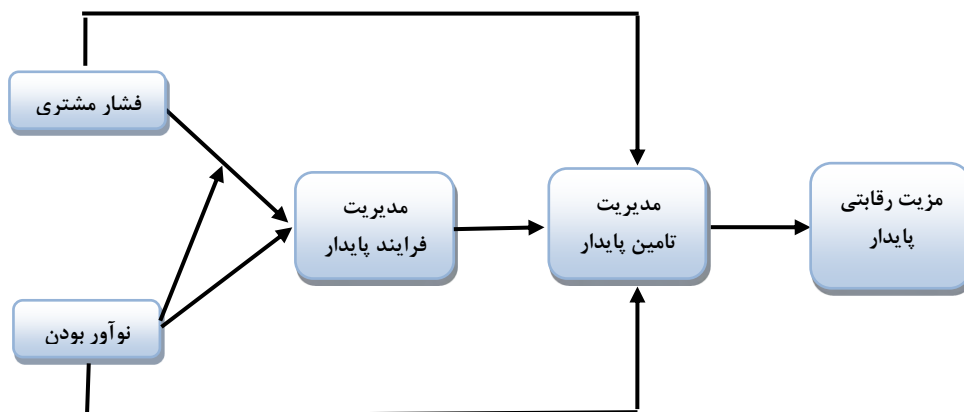 فشار مشتری
نوآور بودن
مدیریت
فرایند پایدار
مدیریت
تامین پایدار
مزیت رقابتی
پایدار